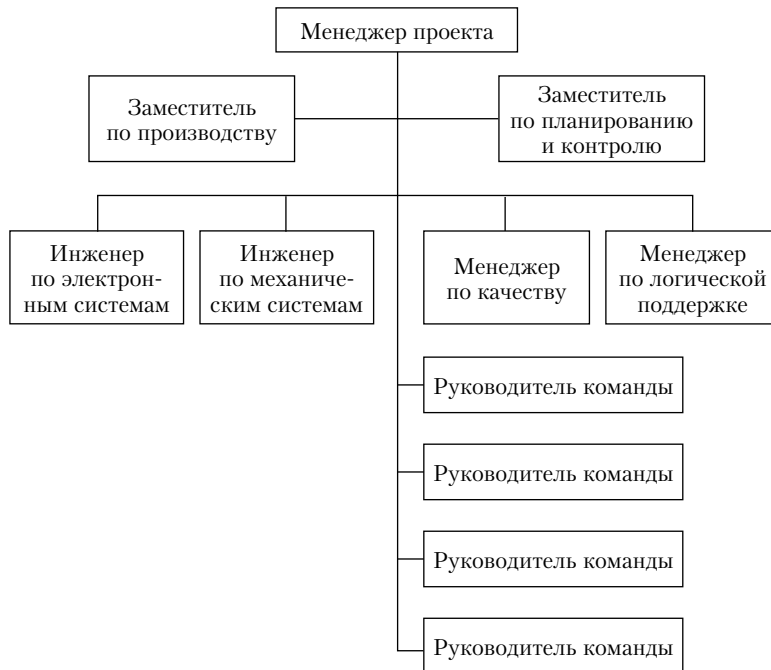 Менеджер проекта
Заместитель
по производству
Заместитель
по планированию
и контролю
Инженер
по электрон-
ным системам
Инженер
по механиче-
ским системам
Менеджер
по качеству
Менеджер
по логической
поддержке
Руководитель команды
Руководитель команды
Руководитель команды
Руководитель команды